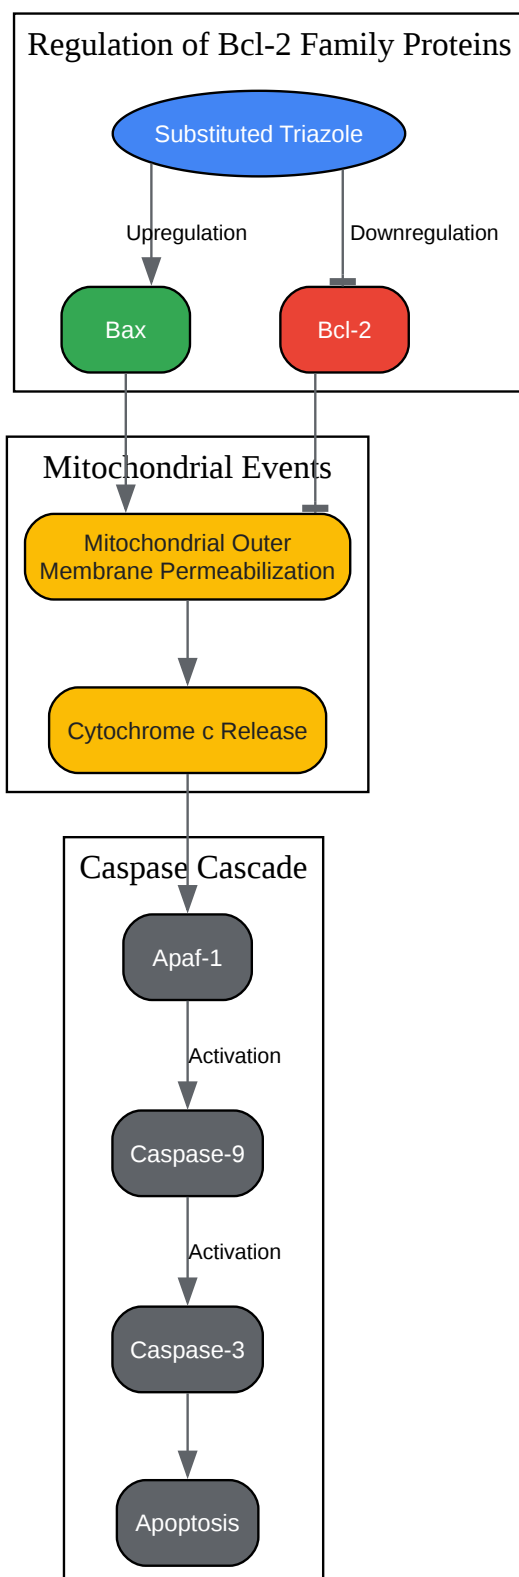 Regulation of Bcl-2 Family Proteins
Substituted Triazole
Upregulation
Downregulation
Bax
Bcl-2
Mitochondrial Events
Mitochondrial Outer
Membrane Permeabilization
Cytochrome c Release
Caspase Cascade
Apaf-1
Activation
Caspase-9
Activation
Caspase-3
Apoptosis